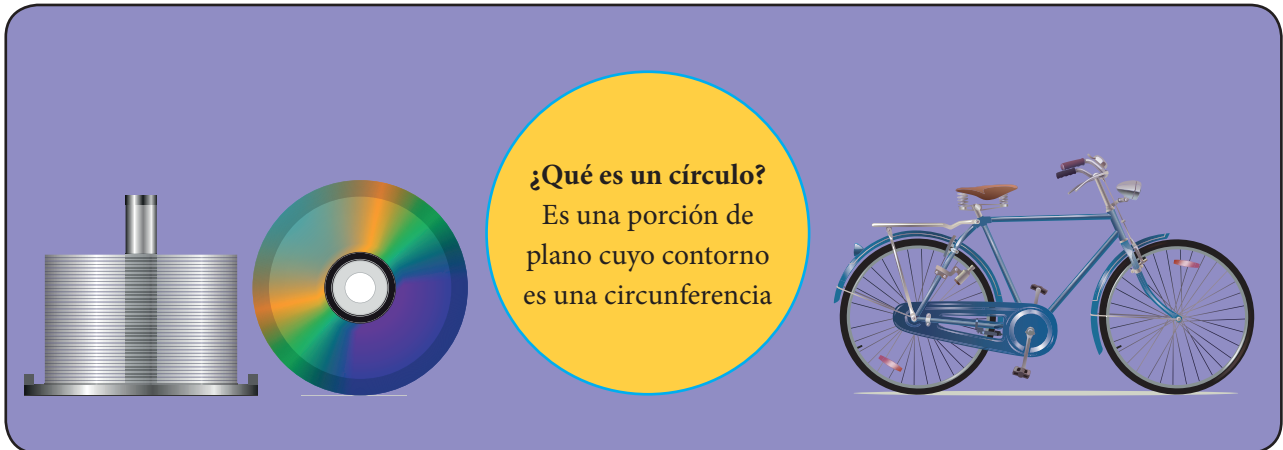 ¿Qué es un círculo?
Es una porción de
plano cuyo contorno
es una circunferencia